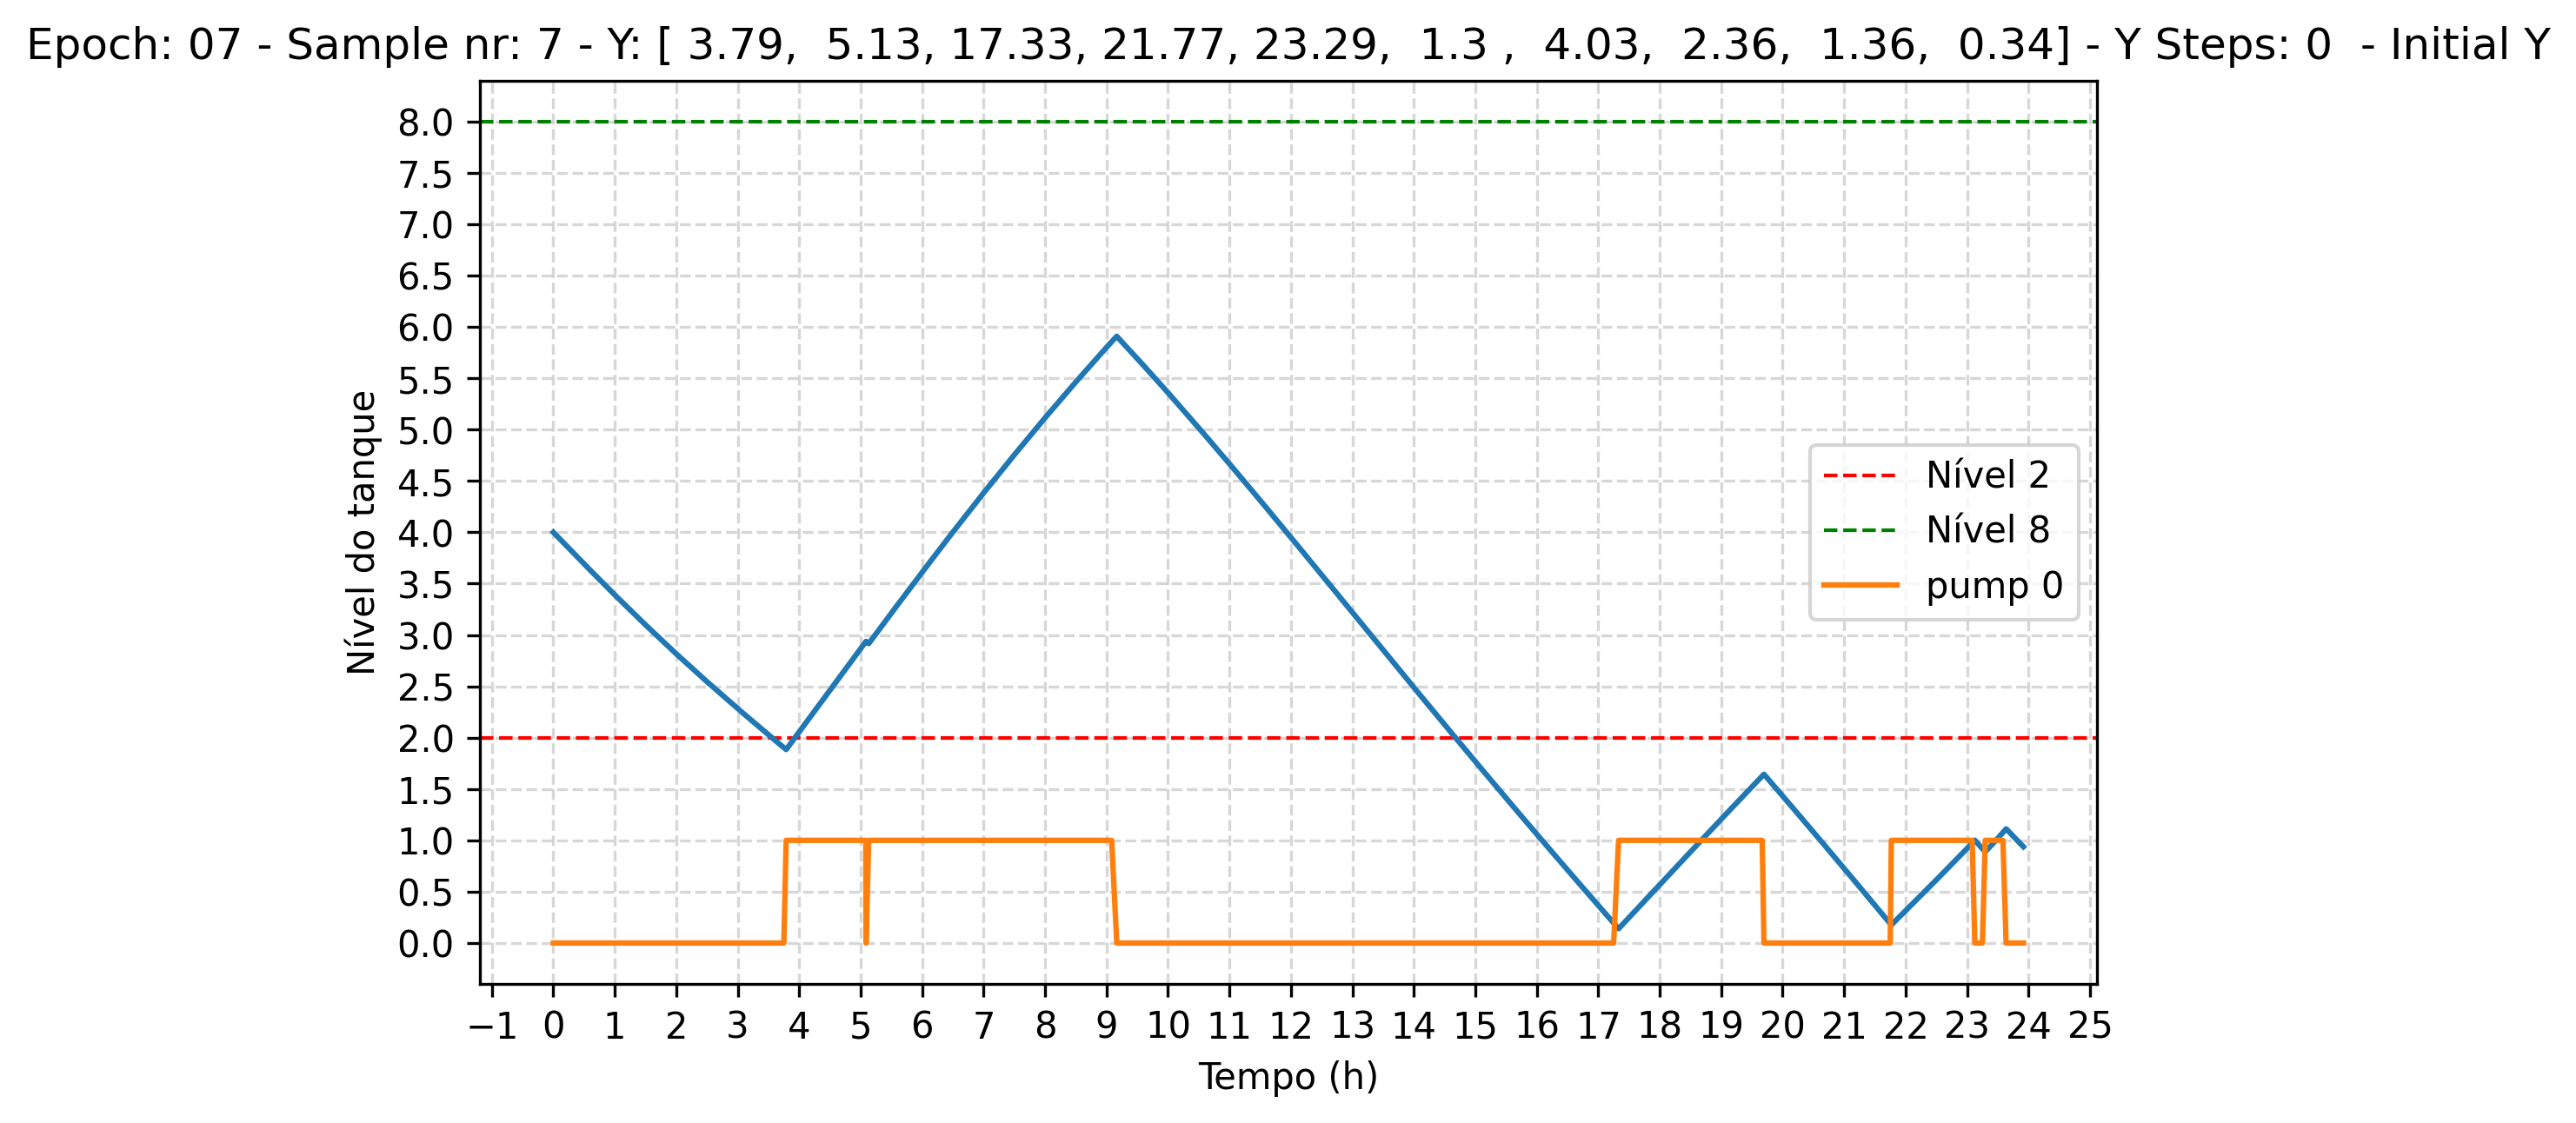 Epoch: 07 - Sample nr: 7 - Y: [ 3.79,  5.13, 17.33, 21.77, 23.29,  1.3 ,  4.03,  2.36,  1.36,  0.34] - Y Steps: 0  - Initial Y
8.0
7.5
7.0
6.5
6.0
5.5
5.0
4.5
4.0
3.5
3.0
2.5
2.0
1.5
1.0
0.5
0.0
Nível do tanque
Nível 2
Nível 8
pump 0
−1 0 1 2 3 4 5 6 7 8 9 10 11 12 13 14 15 16 17 18 19 20 21 22 23 24 25
Tempo (h)